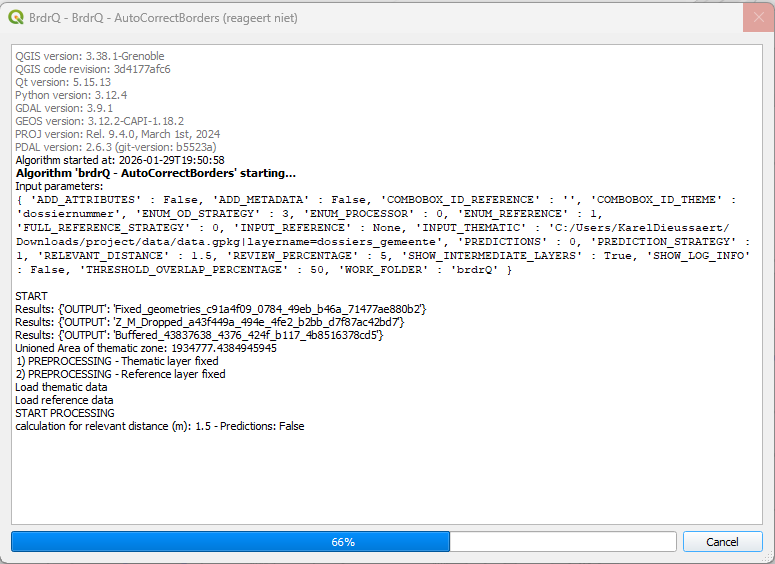 BrdrQ - BrdrQ - AutoCorrectBorders (reageert niet)
QGIS version: 3.38.1-Grenoble
QGIS code revision: 3d4177afc6
Qt version: 5.15.13
Python version: 3.12.4
GDAL version: 3.9.1
GEOS version: 3.12.2-CAPI-1.18.2
PROJ version: Rel. 9.4.0, March 1st, 2024
PDAL version: 2.6.3 (git-version: b5523a)
Algorithm started at: 2026-01-29T19:50:58
Algorithm 'brdrQ - AutoCorrectBorders' starting...
Input parameters:
{ 'ADD_ATTRIBUTES' : False, 'ADD_METADATA' : False, 'COMBOBOX_ID_REFERENCE' : '', 'COMBOBOX_ID_THEME' :
'dossiernummer', 'ENUM_OD_STRATEGY' : 3, 'ENUM_PROCESSOR' : 0, 'ENUM_REFERENCE' : 1,
'FULL_REFERENCE_STRATEGY' : 0, 'INPUT_REFERENCE' : None, 'INPUT_THEMATIC' : 'C:/Users/KarelDieussaert/
Downloads/project/data/data.gpkg|layername=dossiers_gemeente', 'PREDICTIONS' : 0, 'PREDICTION_STRATEGY' :
1, 'RELEVANT_DISTANCE' : 1.5, 'REVIEW_PERCENTAGE' : 5, 'SHOW_INTERMEDIATE_LAYERS' : True, 'SHOW_LOG_INFO'
: False, 'THRESHOLD_OVERLAP_PERCENTAGE' : 50, 'WORK_FOLDER' : 'brdrQ' }
START
Results: {'OUTPUT': 'Fixed_geometries_c91a4f09_0784_49eb_b46a_71477ae880b2'}
Results: {'OUTPUT': 'Z_M_Dropped_a43f449a_494e_4fe2_b2bb_d7f87ac42bd7'}
Results: {'OUTPUT': 'Buffered_43837638_4376_424f_b117_4b8516378cd5'}
Unioned Area of thematic zone: 1934777.4384945945
1) PREPROCESSING - Thematic layer fixed
2) PREPROCESSING - Reference layer fixed
Load thematic data
Load reference data
START PROCESSING
calculation for relevant distance (m): 1.5 - Predictions: False
66%
Cancel